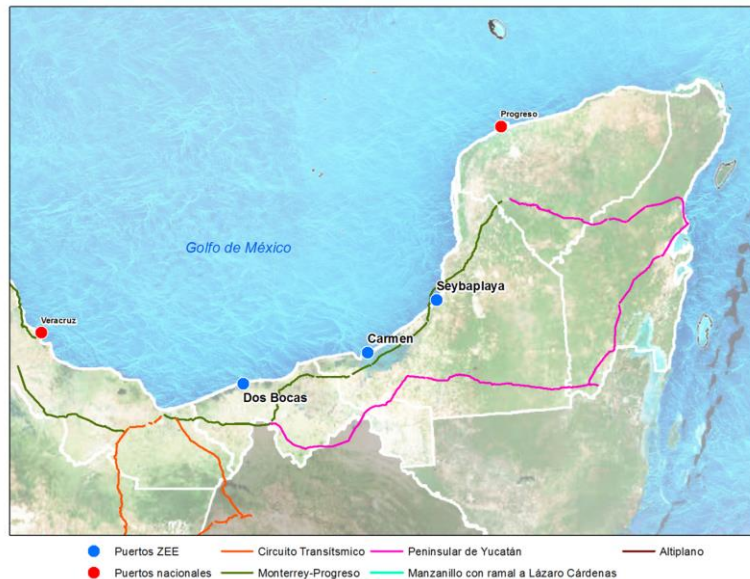 Progreso
Golfo de México
Seybaplaya
Veracruz
Carmen
Dos Bocas
Puertos ZEE
Circuito Transítsmico
Peninsular de Yucatán
Altiplano
Puertos nacionales
Monterrey-Progreso
Manzanillo con ramal a Lázaro Cárdenas